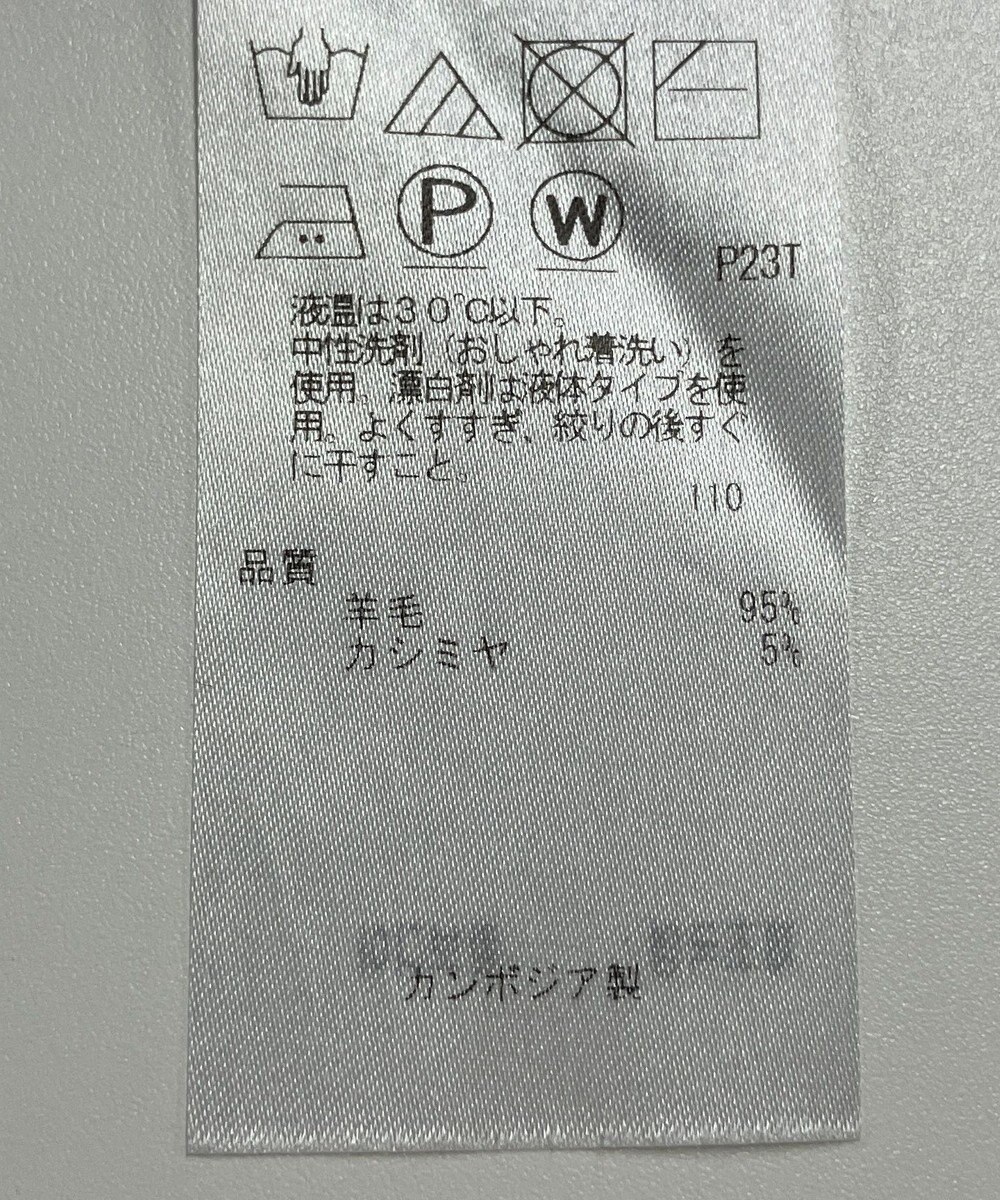 P W
P23T
液温は30℃以下。
中性洗剤（おしゃれ着洗い）を
使用、漂白剤は液体タイプを使
用。よくすすぎ、絞りの後すぐ
に干すこと。
110
品質
羊毛 95%
カシミヤ 5%
カンボジア製